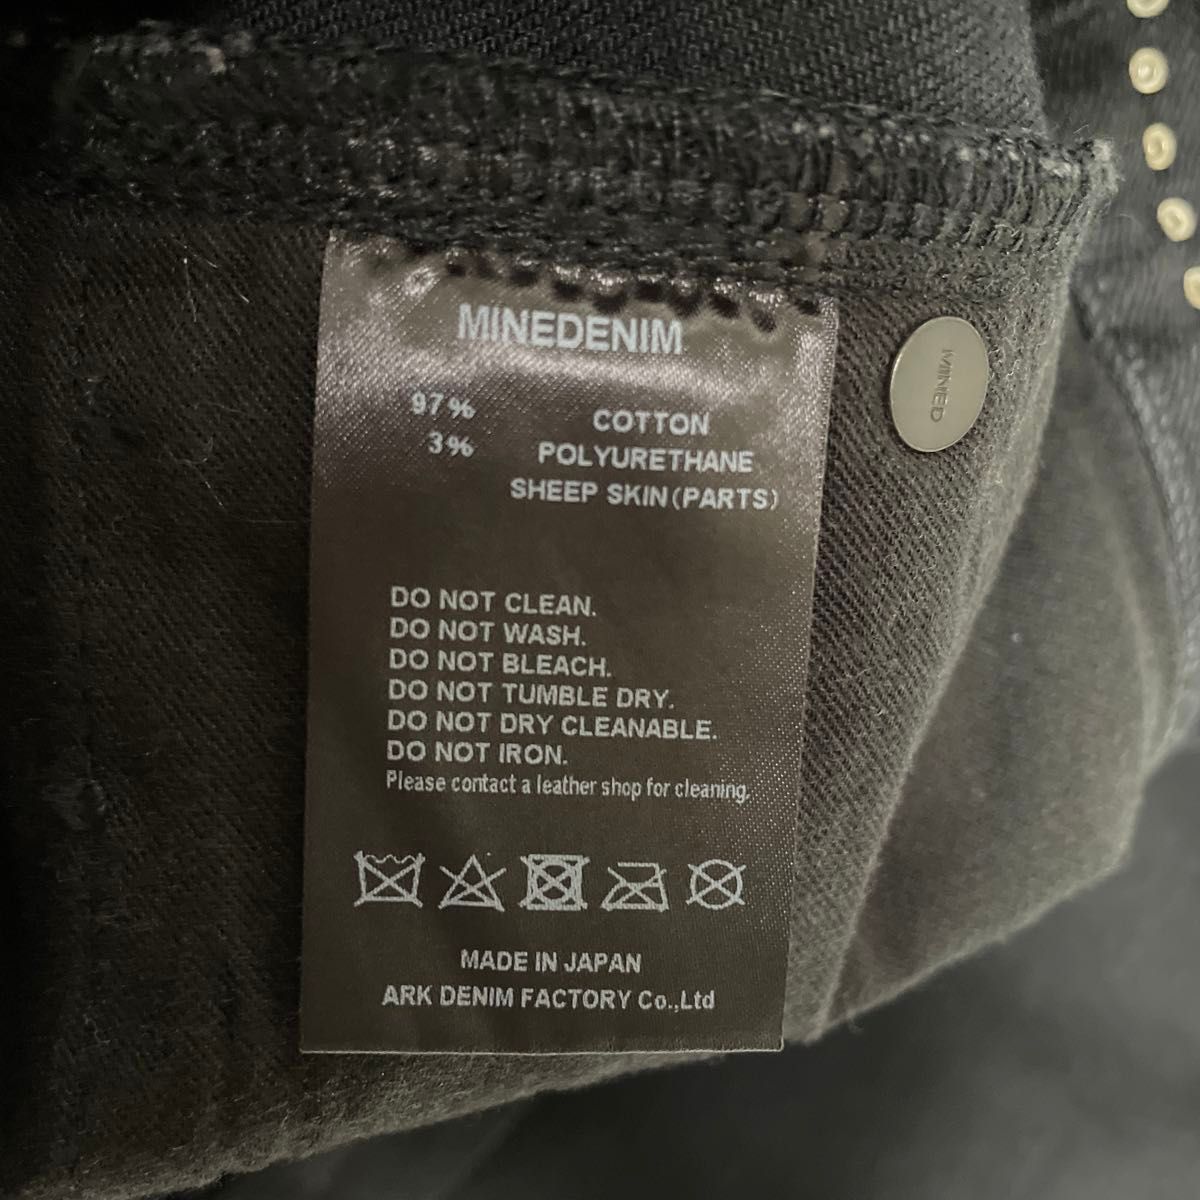 MINEDENIM
97% COTTON
3% POLYURETHANE
SHEEP SKIN(PARTS)
DO NOT CLEAN.
DO NOT WASH.
DO NOT BLEACH.
DO NOT TUMBLE DRY.
DO NOT DRY CLEANABLE.
DO NOT IRON.
Please contact a leather shop for cleaning.
MADE IN JAPAN
ARK DENIM FACTORY Co.,Ltd
MINED